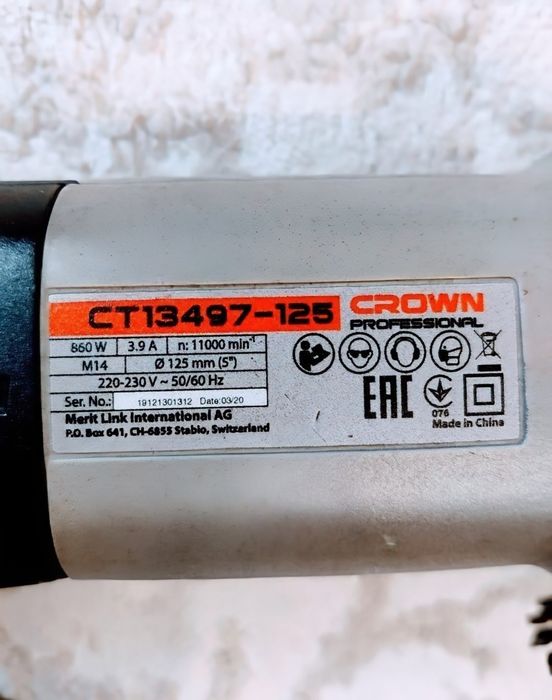 CT13497-125
CROWN
PROFESSIONAL
860 W 3.9 A n: 11000 min⁻¹
M14 Ø 125 mm (5")
220-230 V ~ 50/60 Hz
Ser. No.: 19121301312 Date:03/20
Merit Link International AG
P.O. Box 641, CH-6855 Stabio, Switzerland
EAC
076
Made in China